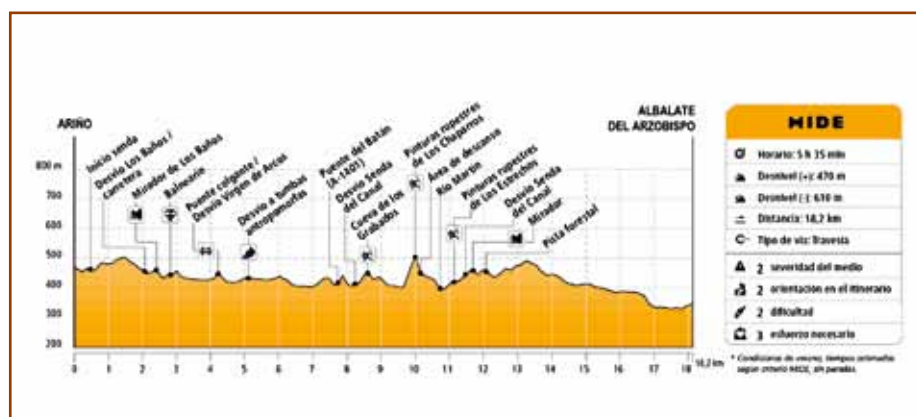 ARIÑO
ALBALATE
DEL ARZOBISPO
Inicio senda
Desvío Los Baños /
carretera
Mirador de Los Baños
Balneario
Puente colgante /
Desvío Virgen de Arcos
Desvío a tumbas
antropomorfas
Puente del Batán
(A-1401)
Desvío Senda
del Canal
Cueva de los
Grabados
Pinturas rupestres
de Los Chaparros
Área de descanso
Río Martín
Pinturas rupestres
de Los Estrechos
Desvío Senda
del Canal
Mirador
Pista forestal
800 m
700
600
500
400
300
200
0 1 2 3 4 5 6 7 8 9 10 11 12 13 14 15 16 17 18 18,2 km
MIDE
Horario: 5 h 35 min
Desnivel (+): 470 m
Desnivel (-): 610 m
Distancia: 18,2 km
Tipo de vía: Travesía
2 severidad del medio
2 orientación en el itinerario
2 dificultad
3 esfuerzo necesario
* Condiciones de verano, tiempos estimados
según criterio MIDE, sin paradas.